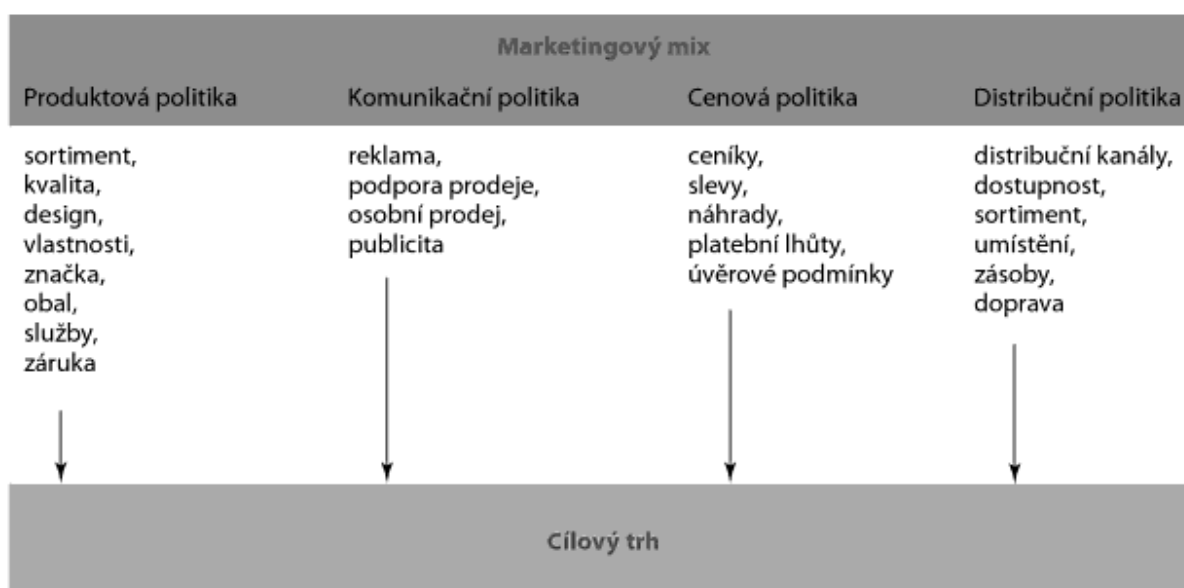 Marketingový mix
Produktová politika
Komunikační politika
Cenová politika
Distribuční politika
sortiment,
kvalita,
design,
vlastnosti,
značka,
obal,
služby,
záruka
reklama,
podpora prodeje,
osobní prodej,
publicita
ceníky,
slevy,
náhrady,
platební lhůty,
úvěrové podmínky
distribuční kanály,
dostupnost,
sortiment,
umístění,
zásoby,
doprava
Cílový trh